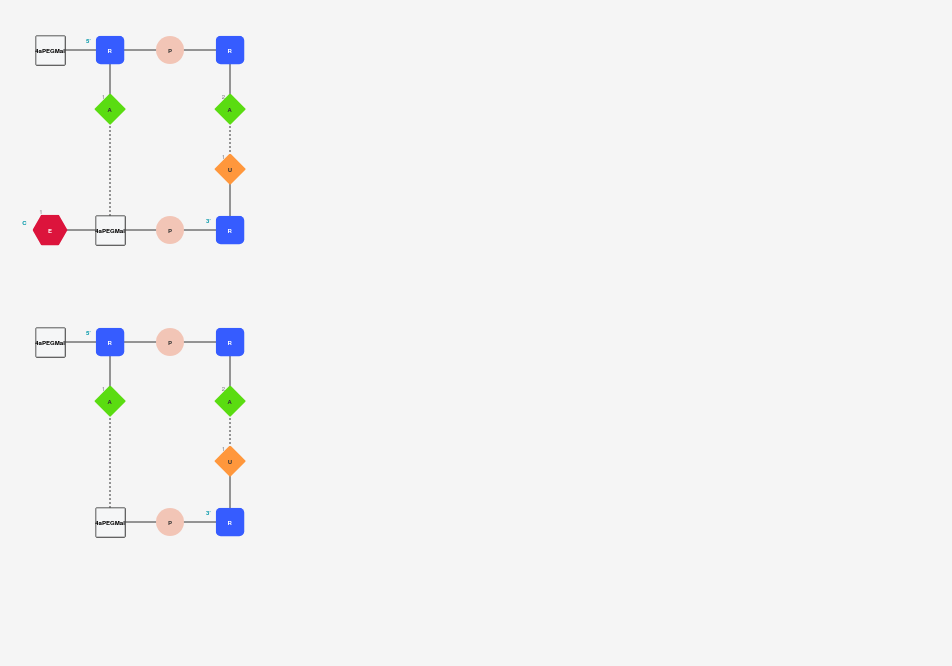 5'
4aPEGMal R P R
1 2
A A
1
U
C 1 3'
E 4aPEGMal P R
5'
4aPEGMal R P R
1 2
A A
1
U
3'
4aPEGMal P R